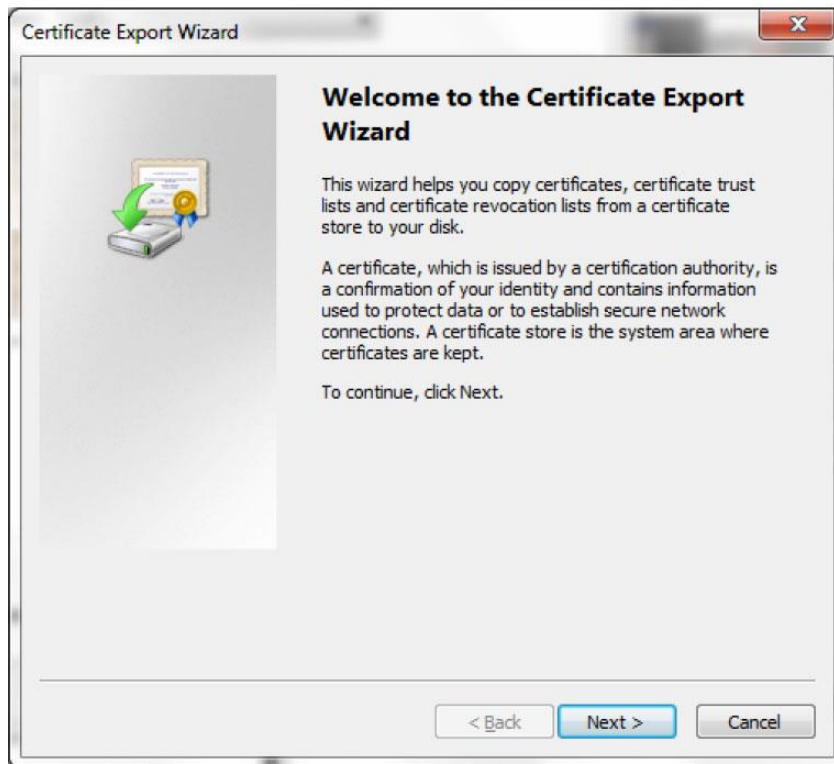 Certificate Export Wizard
Welcome to the Certificate Export
Wizard
This wizard helps you copy certificates, certificate trust
lists and certificate revocation lists from a certificate
store to your disk.
A certificate, which is issued by a certification authority, is
a confirmation of your identity and contains information
used to protect data or to establish secure network
connections. A certificate store is the system area where
certificates are kept.
To continue, click Next.
< Back
Next >
Cancel